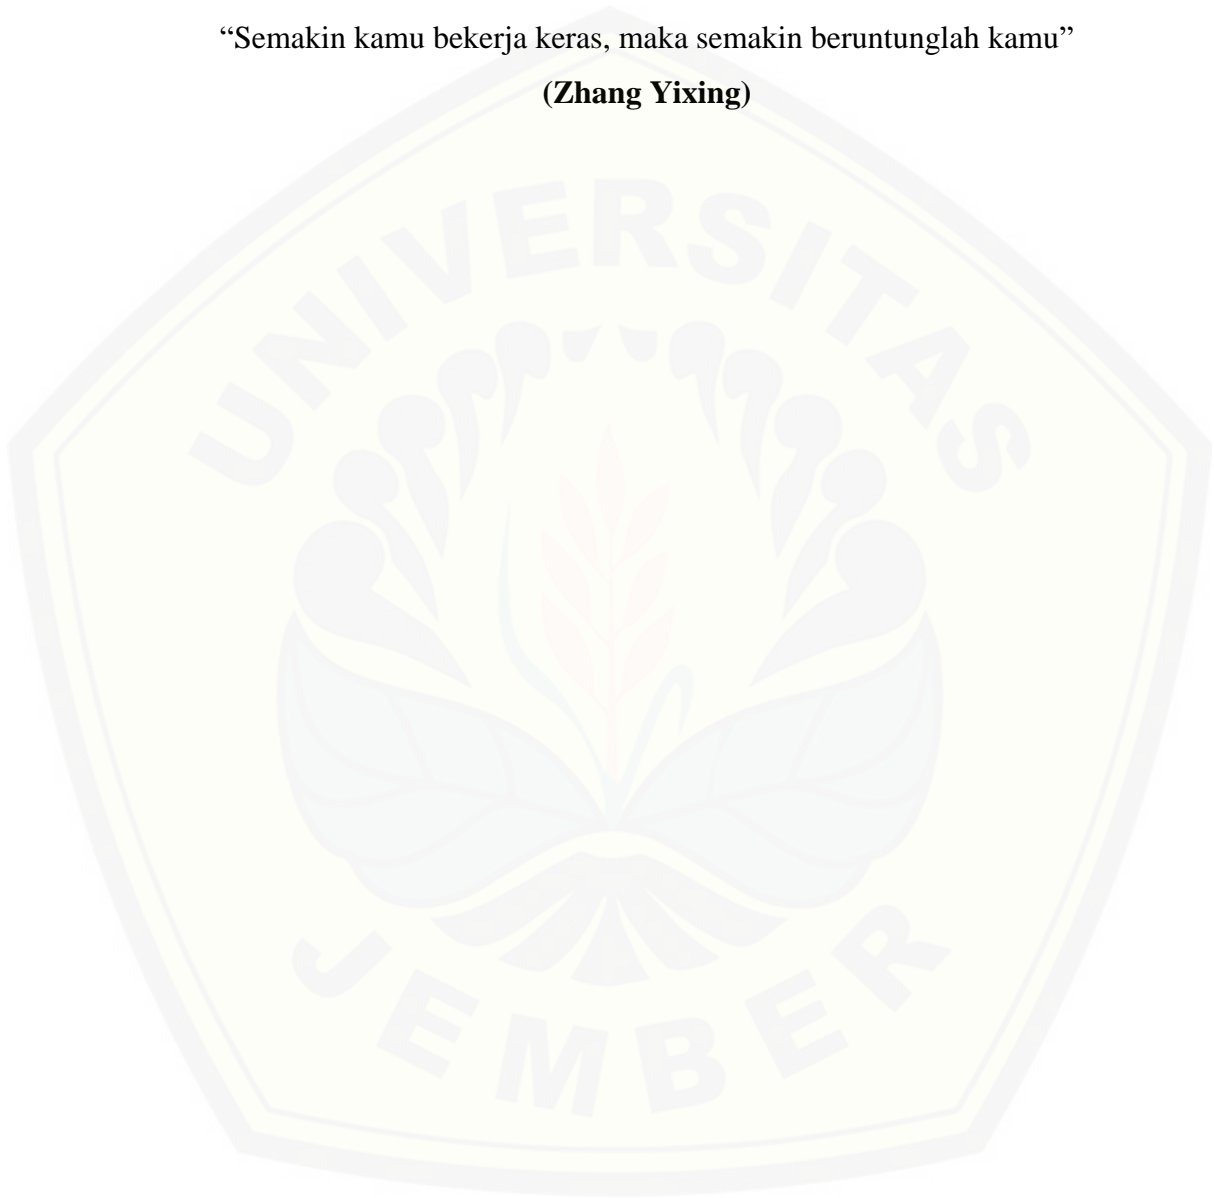 “Semakin kamu bekerja keras, maka semakin beruntunglah kamu”
(Zhang Yixing)
UNIVERSITAS
JEMBER